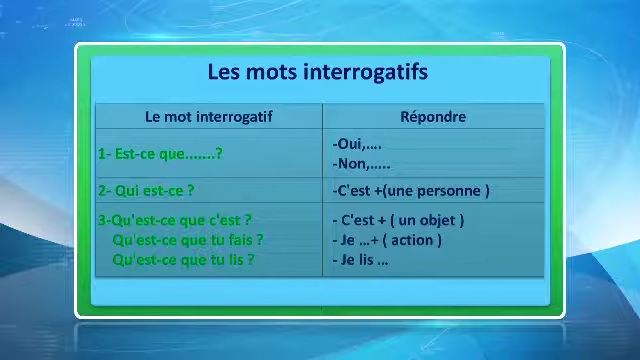 Les mots interrogatifs
Le mot interrogatif
Répondre
1- Est-ce que.......?
-Oui,....
-Non,.....
2- Qui est-ce ?
-C'est +(une personne )
3-Qu'est-ce que c'est ?
- C'est + ( un objet )
Qu'est-ce que tu fais ?
- Je ...+ ( action )
Qu'est-ce que tu lis ?
- Je lis ...